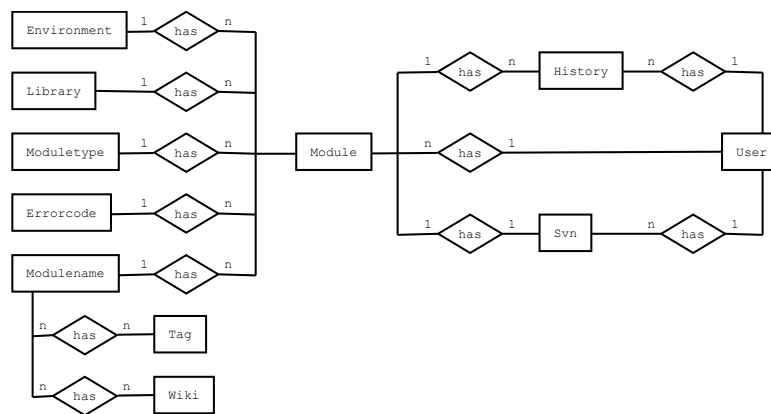 Environment 1 has n
Library 1 has n
Moduletype 1 has n
Errorcode 1 has n
Modulename 1 has n
n has n Tag
n has n Wiki
Module
1 has n History n has 1
n has 1 User
1 has 1 Svn n has 1